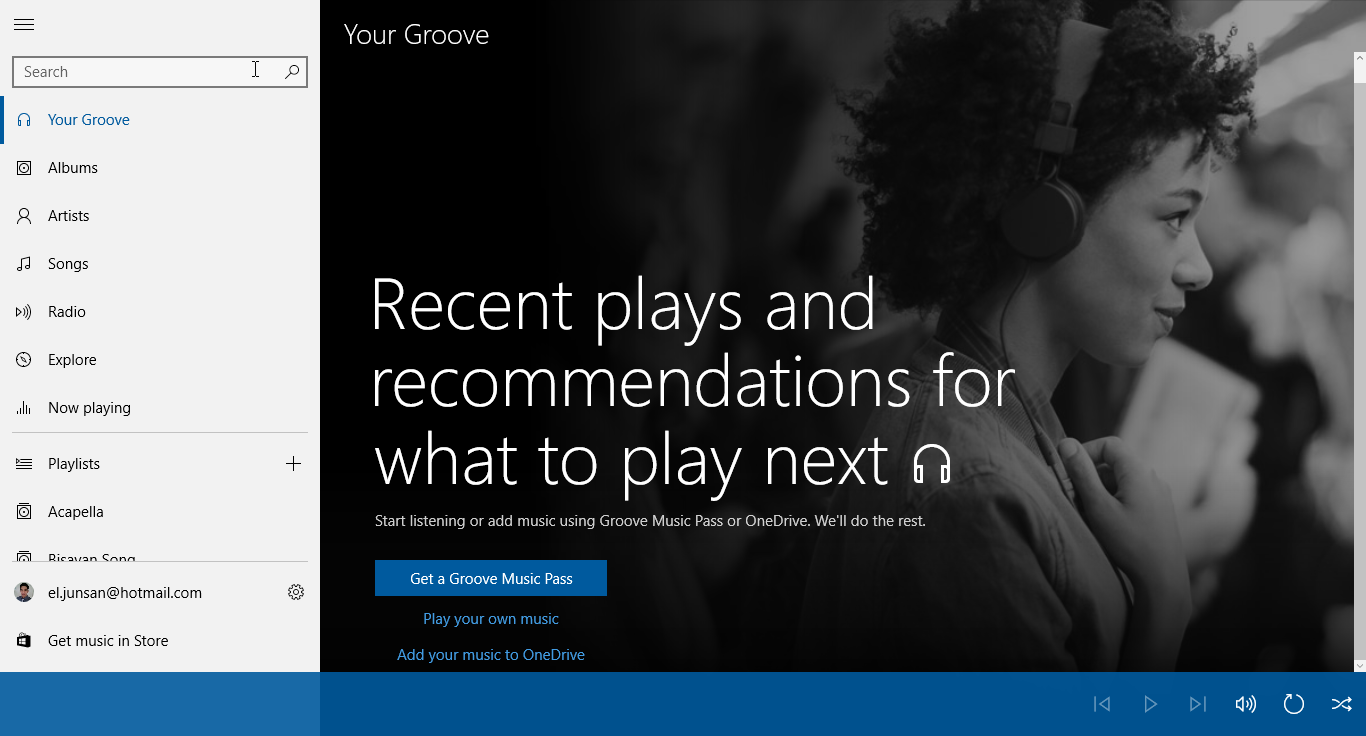 Your Groove
Search
Your Groove
Albums
Artists
Songs
Radio
Explore
Now playing
Playlists
Acapella
Bisayan Song
el.junsan@hotmail.com
Get music in Store
Recent plays and
recommendations for
what to play next
Start listening or add music using Groove Music Pass or OneDrive. We'll do the rest.
Get a Groove Music Pass
Play your own music
Add your music to OneDrive